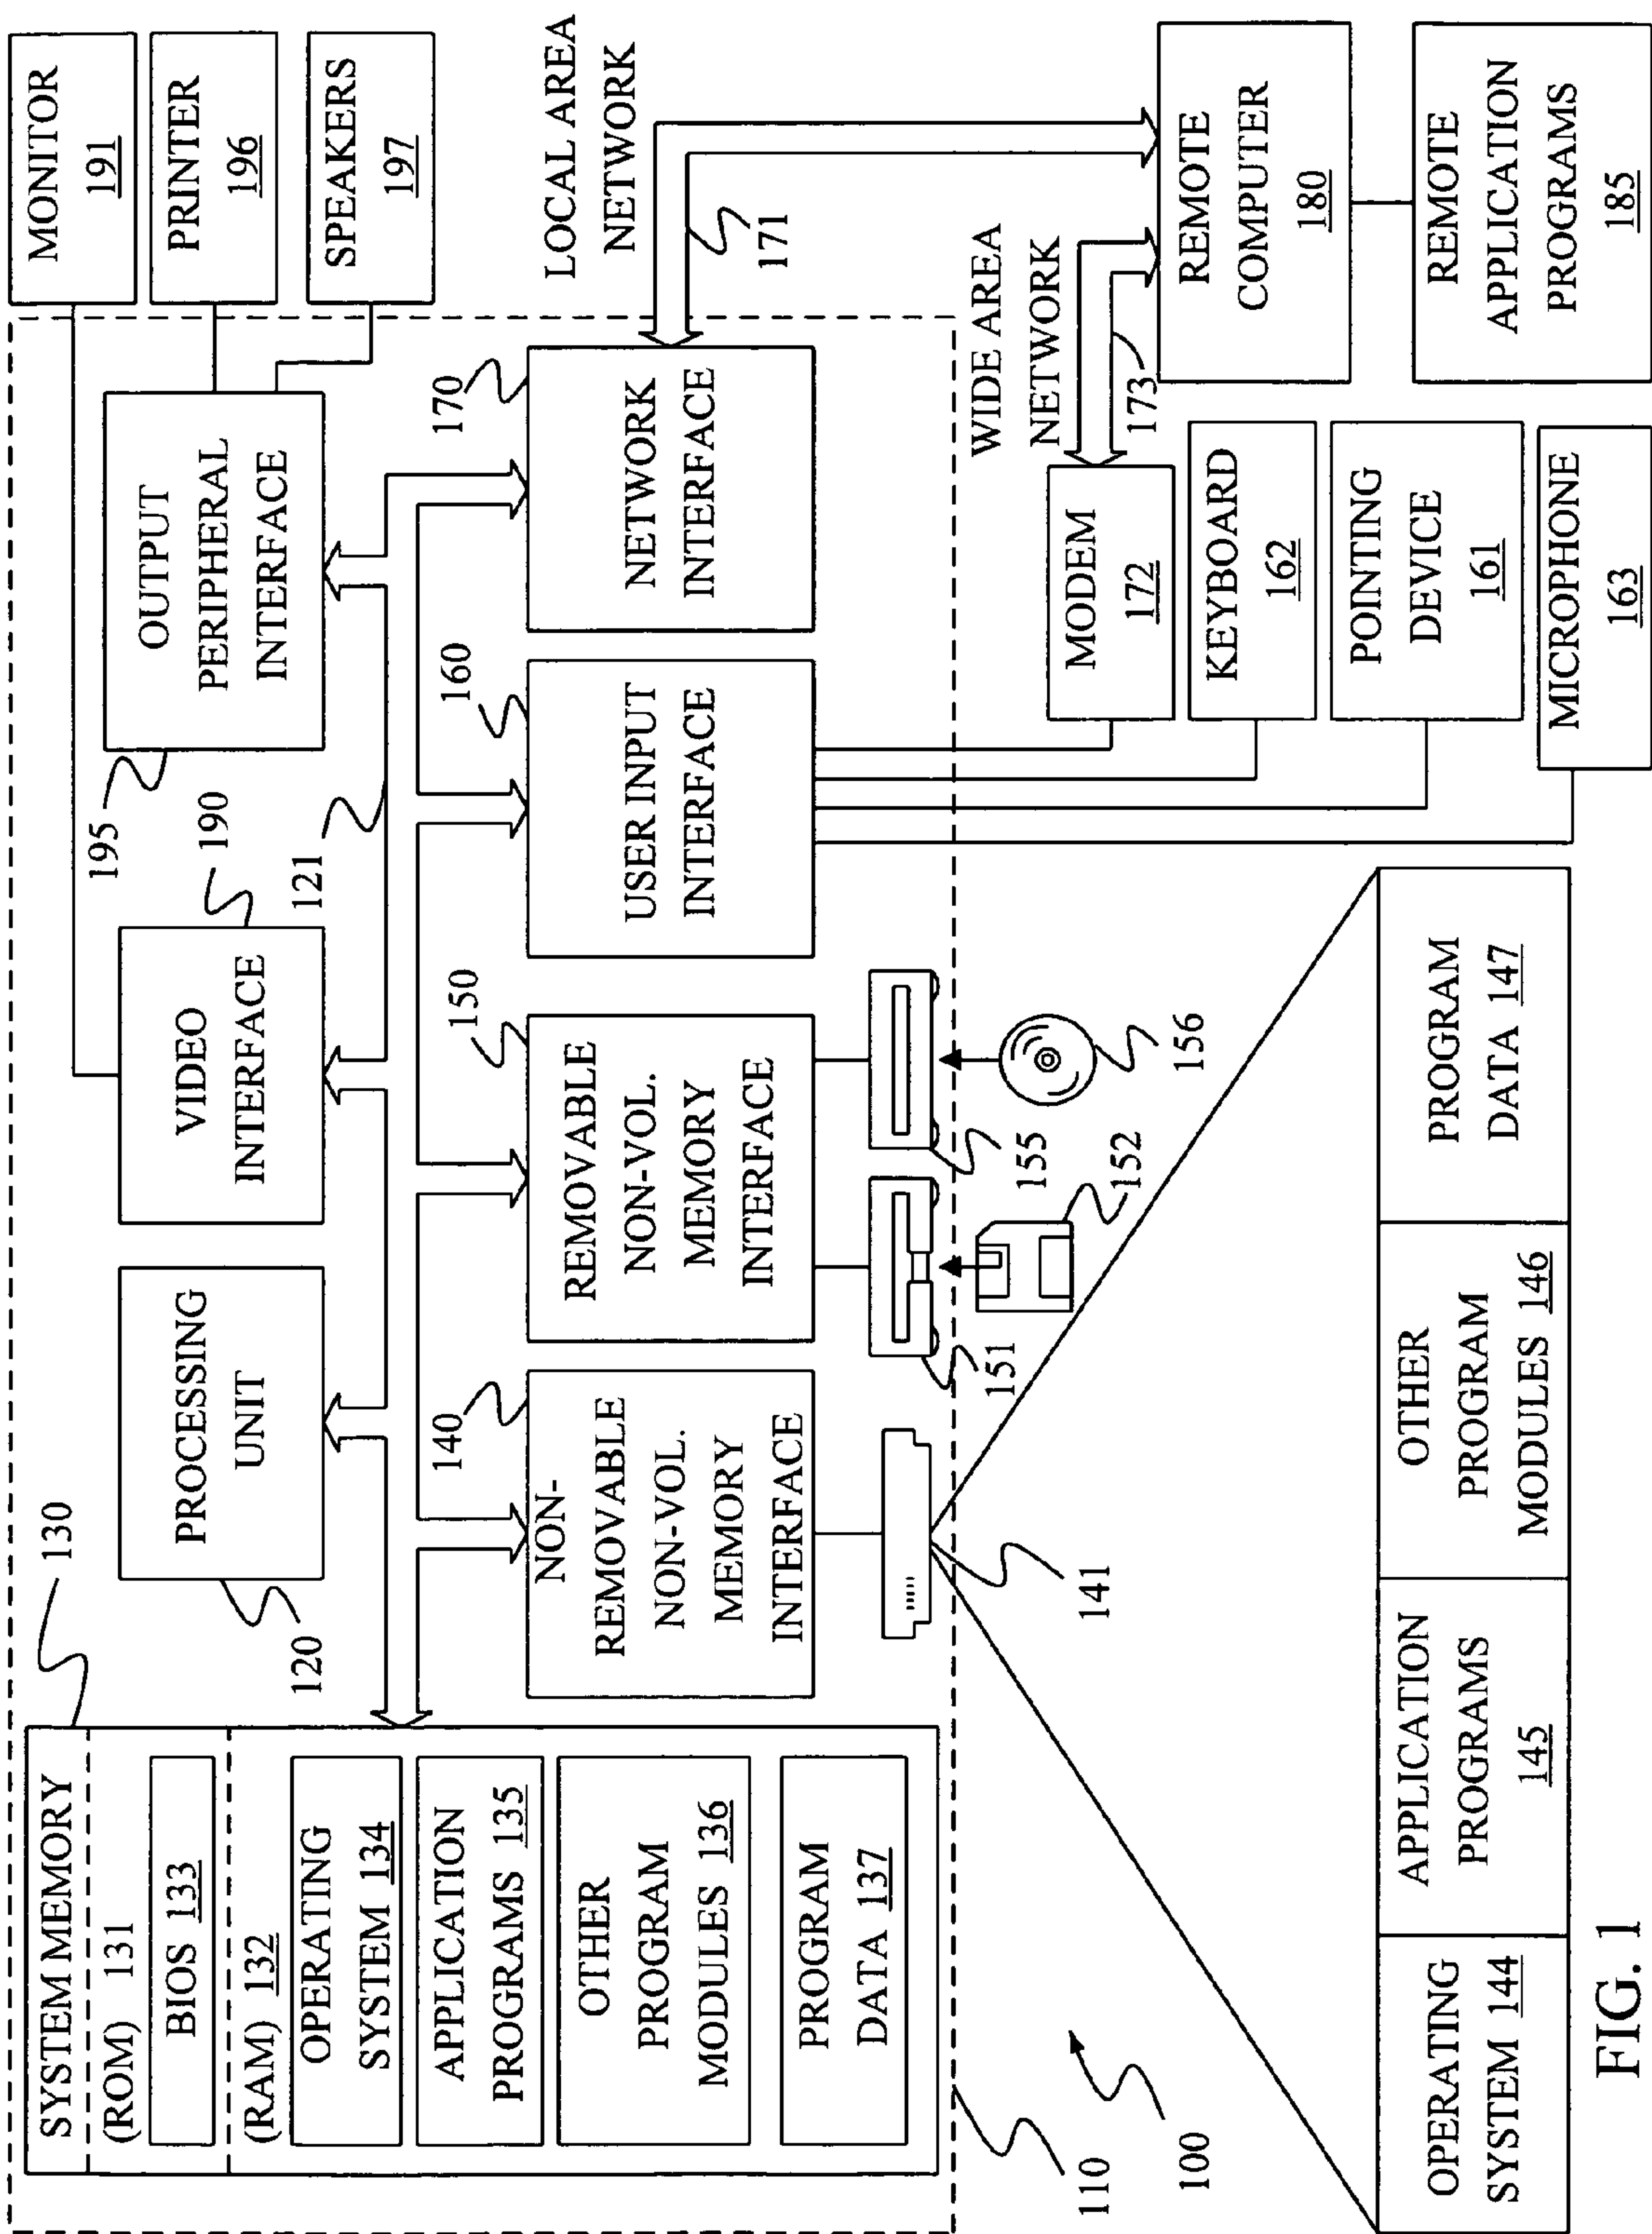 SYSTEM MEMORY
(ROM) 131
BIOS 133
(RAM) 132
OPERATING
SYSTEM 134
APPLICATION
PROGRAMS 135
OTHER
PROGRAM
MODULES 136
PROGRAM
DATA 137
130
PROCESSING
UNIT
120
VIDEO
INTERFACE
190
121
OUTPUT
PERIPHERAL
INTERFACE
195
MONITOR
191
PRINTER
196
SPEAKERS
197
NON-
REMOVABLE
NON-VOL.
MEMORY
INTERFACE
140
REMOVABLE
NON-VOL.
MEMORY
INTERFACE
150
USER INPUT
INTERFACE
160
NETWORK
INTERFACE
170
LOCAL AREA
NETWORK
171
WIDE AREA
NETWORK
173
141
151
152
155
156
MODEM
172
KEYBOARD
162
POINTING
DEVICE
161
MICROPHONE
163
REMOTE
COMPUTER
180
REMOTE
APPLICATION
PROGRAMS
185
110
100
OPERATING
SYSTEM 144
APPLICATION
PROGRAMS
145
OTHER
PROGRAM
MODULES 146
PROGRAM
DATA 147
FIG. 1